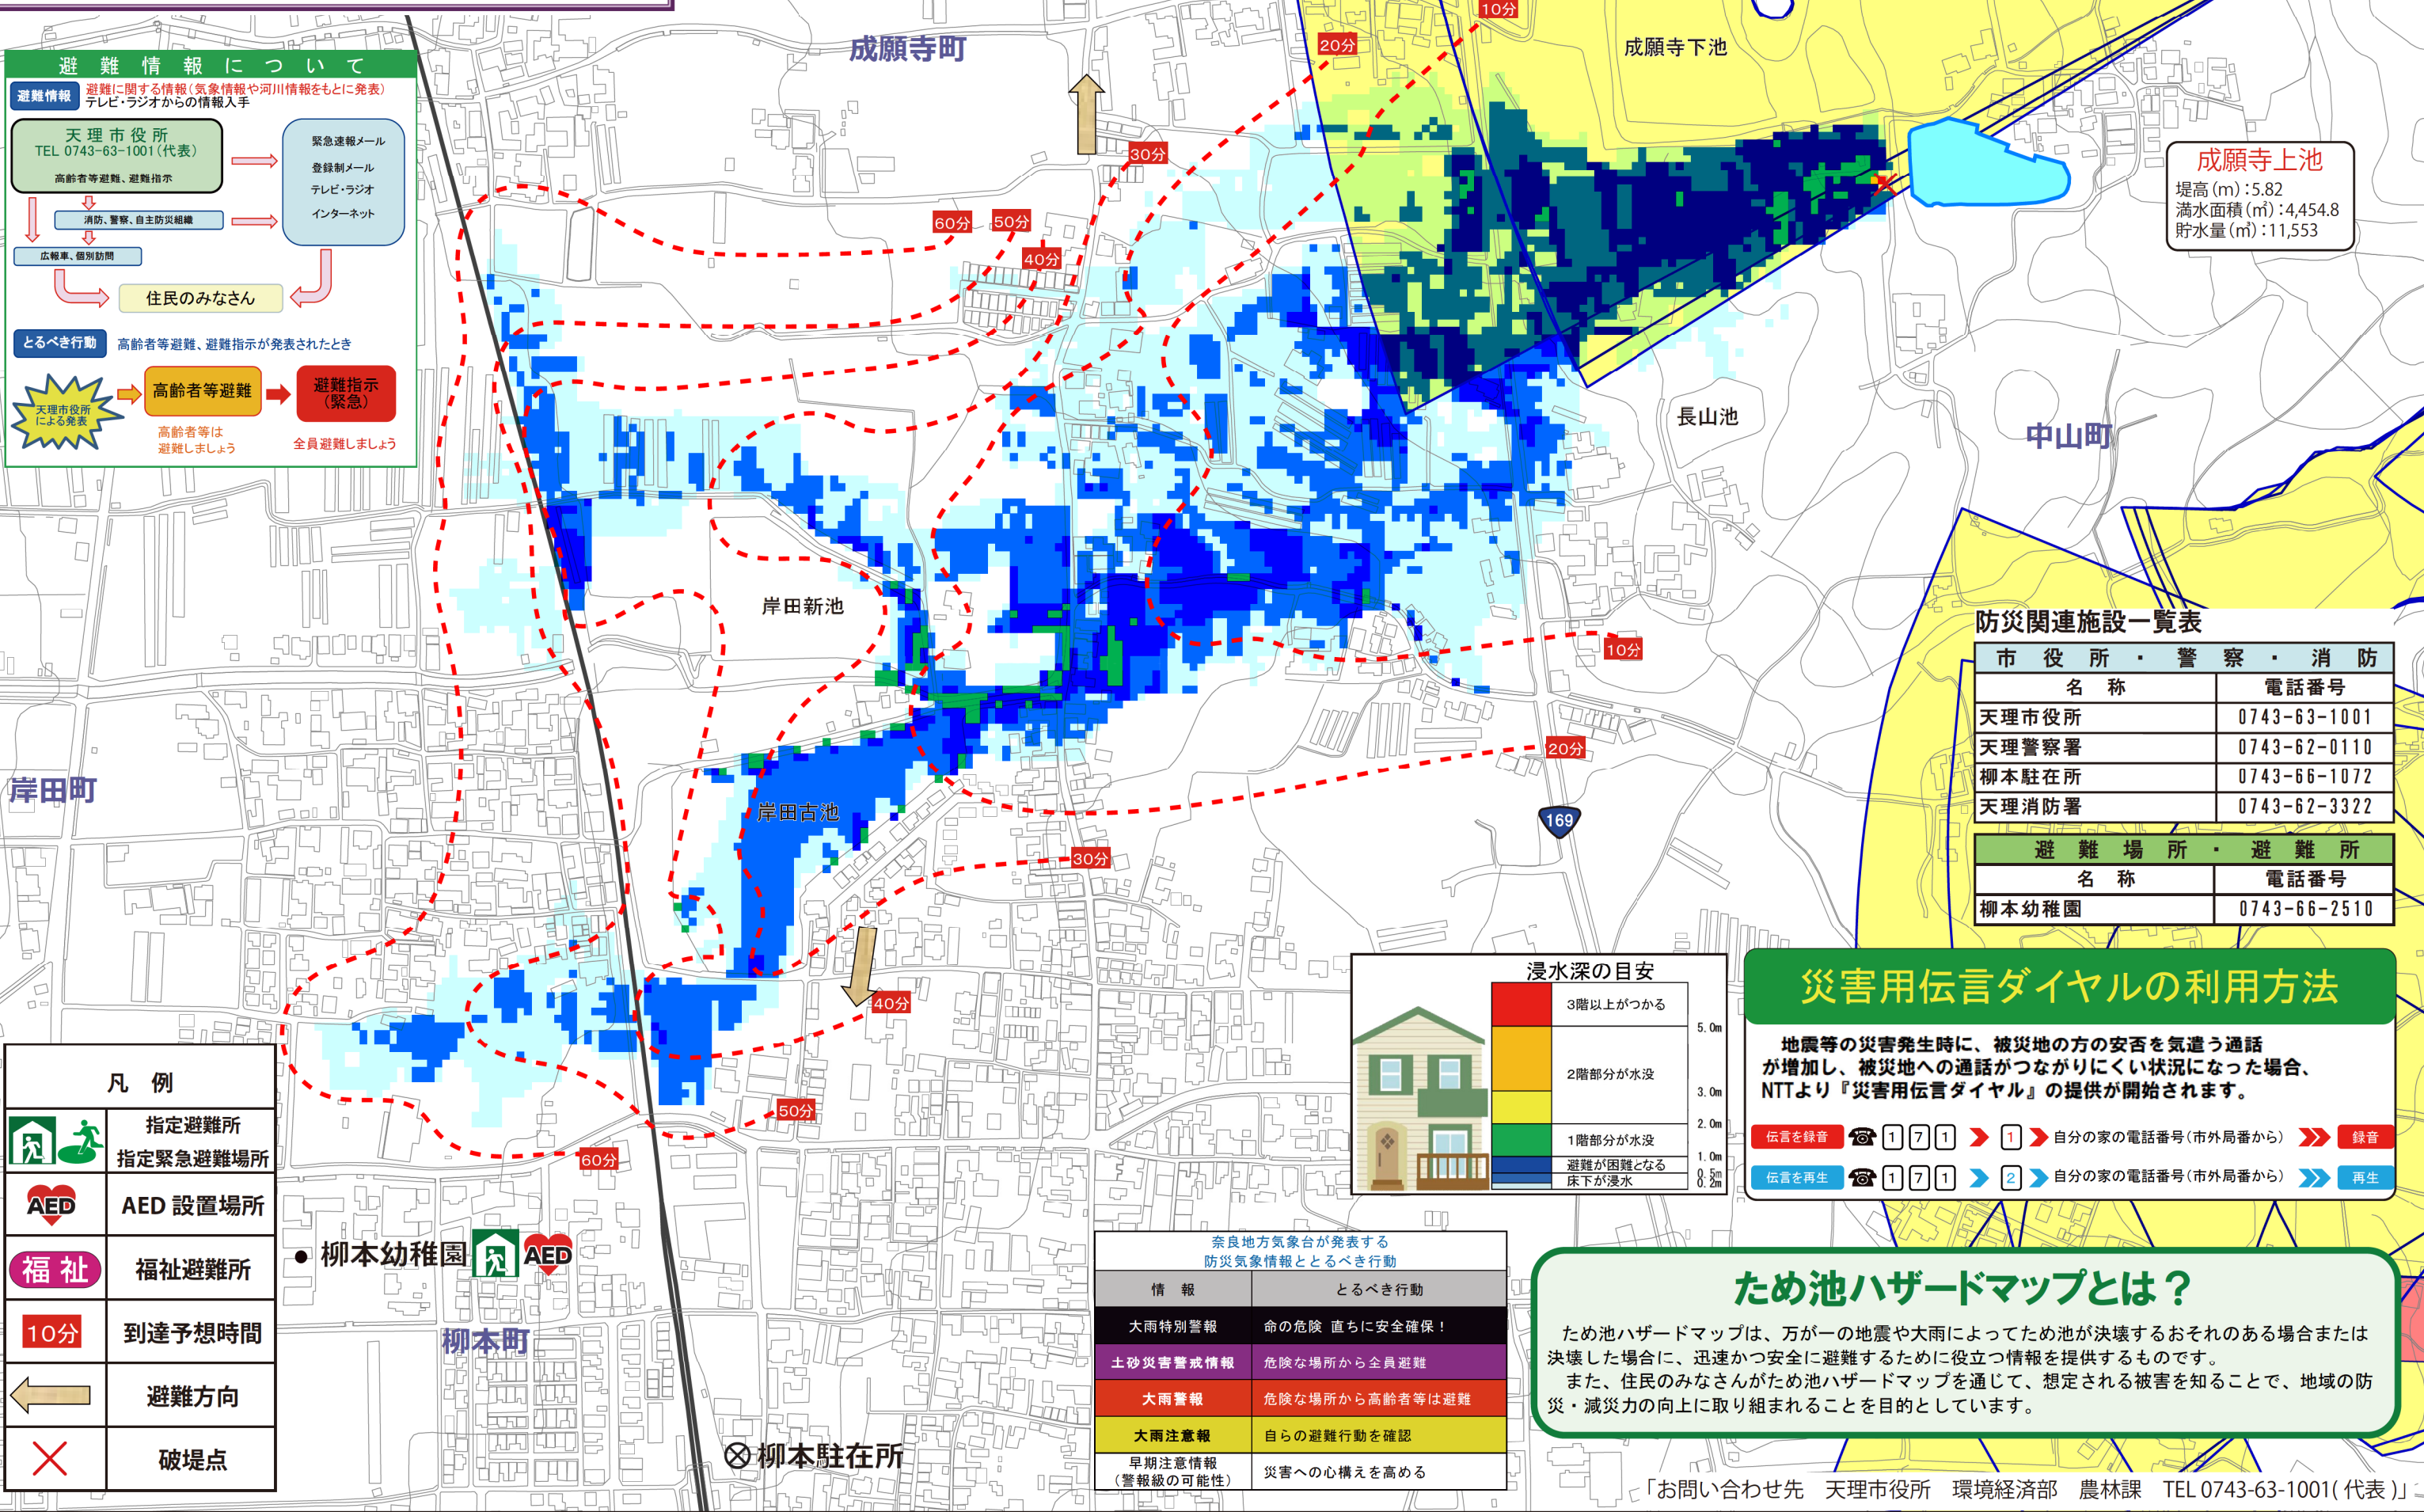 避難情報について
避難情報
避難に関する情報(気象情報や河川情報をもとに発表)
テレビ・ラジオからの情報入手
天理市役所
TEL 0743-63-1001(代表)
高齢者等避難、避難指示
緊急速報メール
登録制メール
テレビ・ラジオ
インターネット
消防、警察、自主防災組織
広報車、個別訪問
住民のみなさん
とるべき行動
高齢者等避難、避難指示が発表されたとき
天理市役所
による発表
高齢者等避難
避難指示
(緊急)
高齢者等は
避難しましょう
全員避難しましょう
成願寺町
10分
20分
成願寺下池
30分
60分
50分
40分
成願寺上池
堤高(m):5.82
満水面積(㎡):4,454.8
貯水量(㎥):11,553
長山池
中山町
岸田新池
10分
20分
岸田町
岸田古池
169
30分
40分
50分
60分
防災関連施設一覧表
市役所・警察・消防
名 称 電話番号
天理市役所 0743-63-1001
天理警察署 0743-62-0110
柳本駐在所 0743-66-1072
天理消防署 0743-62-3322
避難場所・避難所
名 称 電話番号
柳本幼稚園 0743-66-2510
浸水深の目安
3階以上がつかる
5.0m
2階部分が水没
3.0m
2.0m
1階部分が水没
1.0m
避難が困難となる
0.5m
床下が浸水
0.2m
災害用伝言ダイヤルの利用方法
地震等の災害発生時に、被災地の方の安否を気遣う通話
が増加し、被災地への通話がつながりにくい状況になった場合、
NTTより『災害用伝言ダイヤル』の提供が開始されます。
伝言を録音 171 1 自分の家の電話番号(市外局番から) 録音
伝言を再生 171 2 自分の家の電話番号(市外局番から) 再生
凡 例
指定避難所
指定緊急避難場所
AED AED 設置場所
福祉 福祉避難所
10分 到達予想時間
避難方向
破堤点
柳本幼稚園 AED
柳本町
柳本駐在所
奈良地方気象台が発表する
防災気象情報ととるべき行動
情 報 とるべき行動
大雨特別警報 命の危険 直ちに安全確保!
土砂災害警戒情報 危険な場所から全員避難
大雨警報 危険な場所から高齢者等は避難
大雨注意報 自らの避難行動を確認
早期注意情報
(警報級の可能性) 災害への心構えを高める
ため池ハザードマップとは?
ため池ハザードマップは、万が一の地震や大雨によってため池が決壊するおそれのある場合または
決壊した場合に、迅速かつ安全に避難するために役立つ情報を提供するものです。
また、住民のみなさんがため池ハザードマップを通じて、想定される被害を知ることで、地域の防
災・減災力の向上に取り組まれることを目的としています。
「お問い合わせ先 天理市役所 環境経済部 農林課 TEL 0743-63-1001(代表)」